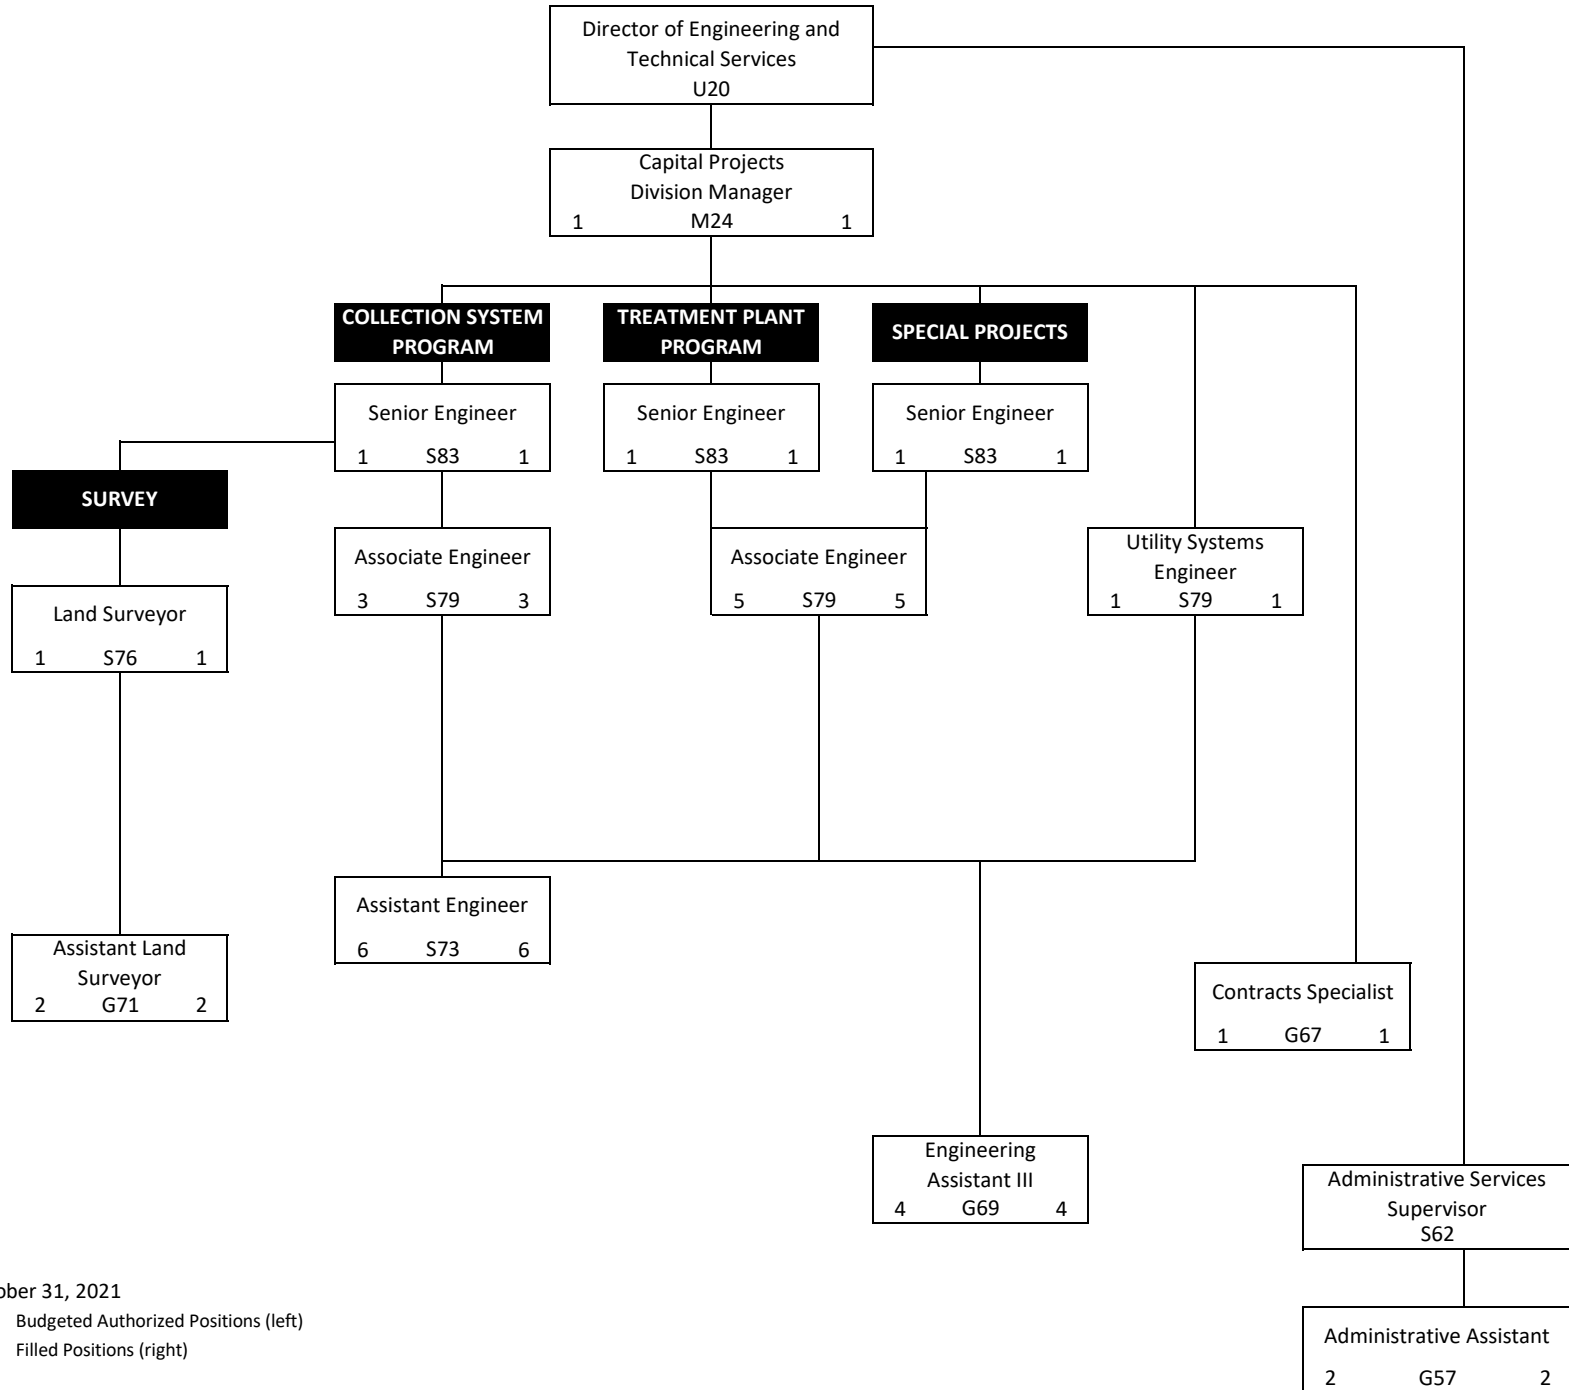 Director of Engineering and
Technical Services
U20
Capital Projects
Division Manager
1 M24 1
COLLECTION SYSTEM
PROGRAM
TREATMENT PLANT
PROGRAM
SPECIAL PROJECTS
Senior Engineer
1 S83 1
Senior Engineer
1 S83 1
Senior Engineer
1 S83 1
SURVEY
Associate Engineer
3 S79 3
Associate Engineer
5 S79 5
Utility Systems
Engineer
1 S79 1
Land Surveyor
1 S76 1
Assistant Engineer
6 S73 6
Assistant Land
Surveyor
2 G71 2
Contracts Specialist
1 G67 1
Engineering
Assistant III
4 G69 4
Administrative Services
Supervisor
S62
Administrative Assistant
2 G57 2
31, 2021
Budgeted Authorized Positions (left)
Filled Positions (right)